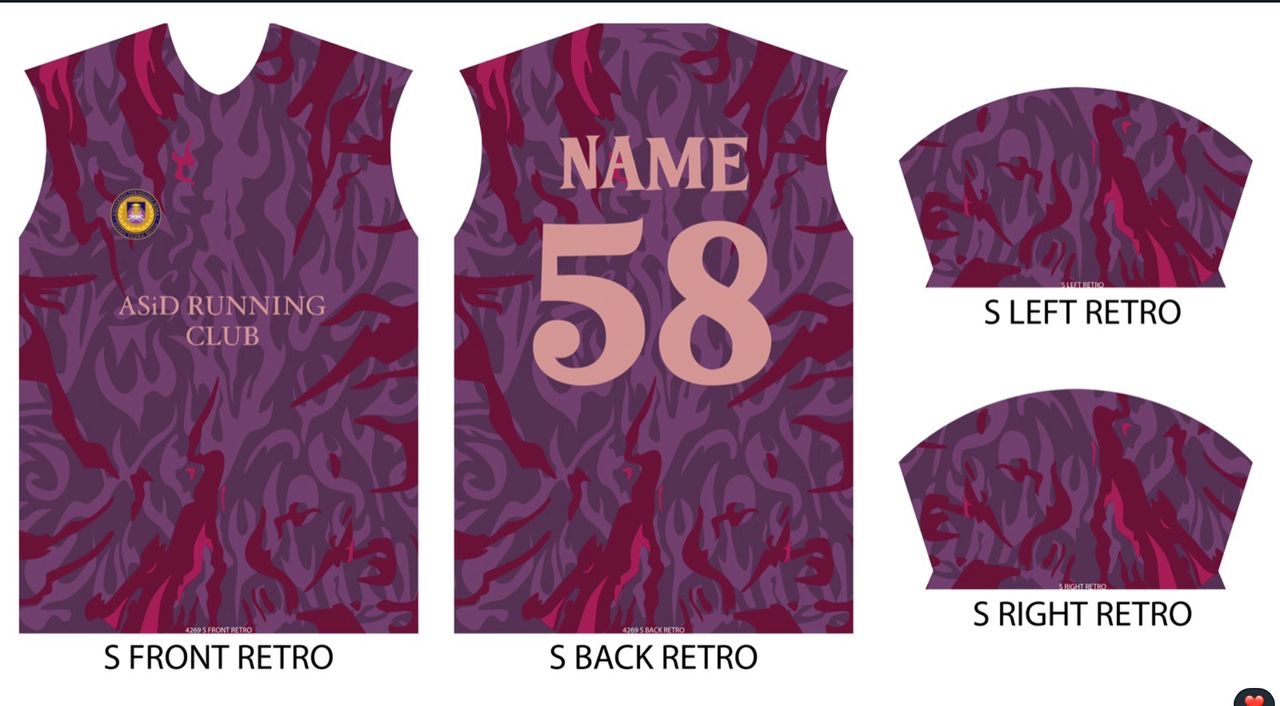 ASiD RUNNING
CLUB
4269 S FRONT RETRO
S FRONT RETRO
NAME
58
4269 S BACK RETRO
S BACK RETRO
S LEFT RETRO
S LEFT RETRO
S RIGHT RETRO
S RIGHT RETRO